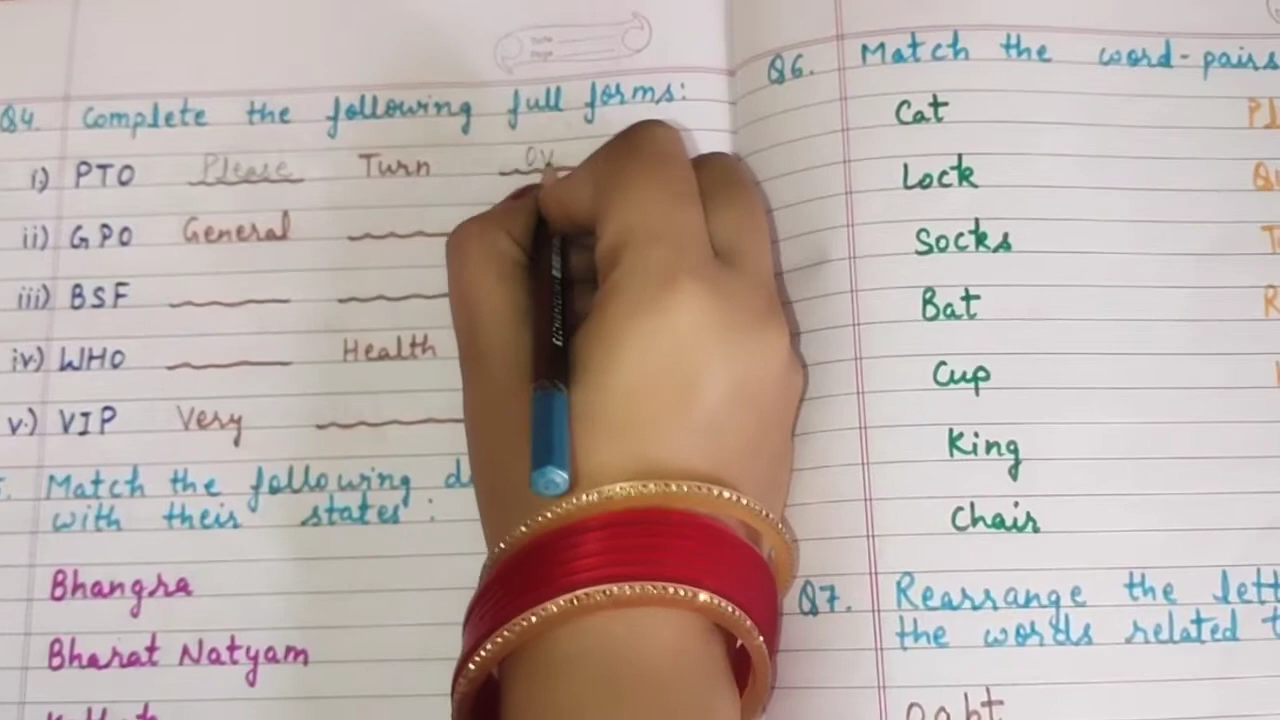 Q4. Complete the following full forms:
i) PTO Please Turn Ov
ii) GPO General
iii) BSF
iv) WHO Health
v) VIP Very
Match the following d
with their states :
Bhangra
Bharat Natyam
Q6. Match the word-pairs
Cat Pl
Lock
Socks T
Bat R
Cup
King
Chair
Q7. Rearrange the lett
the words related t